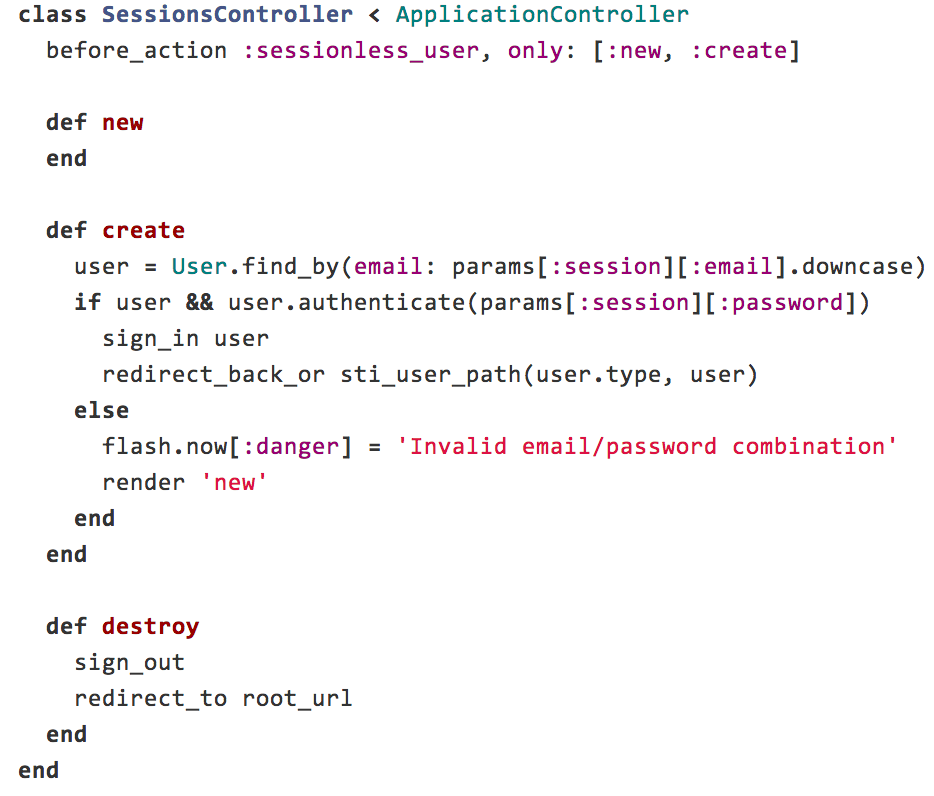 class SessionsController < ApplicationController
  before_action :sessionless_user, only: [:new, :create]

  def new
  end

  def create
    user = User.find_by(email: params[:session][:email].downcase)
    if user && user.authenticate(params[:session][:password])
      sign_in user
      redirect_back_or sti_user_path(user.type, user)
    else
      flash.now[:danger] = 'Invalid email/password combination'
      render 'new'
    end
  end

  def destroy
    sign_out
    redirect_to root_url
  end
end